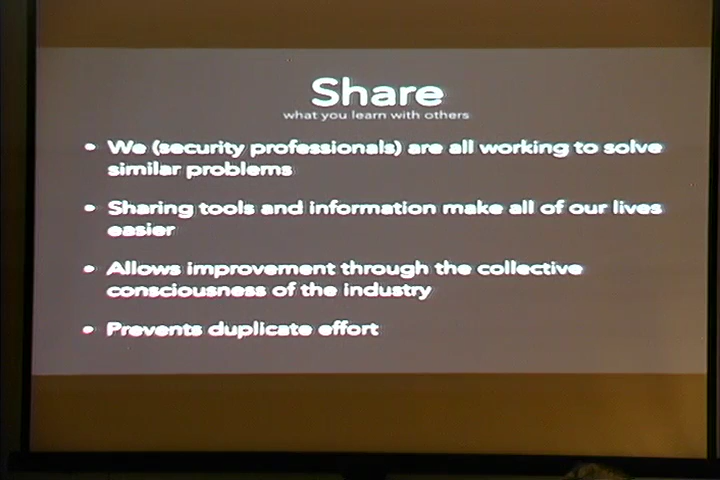 Share
what you learn with others
• We (security professionals) are all working to solve
similar problems
• Sharing tools and information make all of our lives
easier
• Allows improvement through the collective
consciousness of the industry
• Prevents duplicate effort